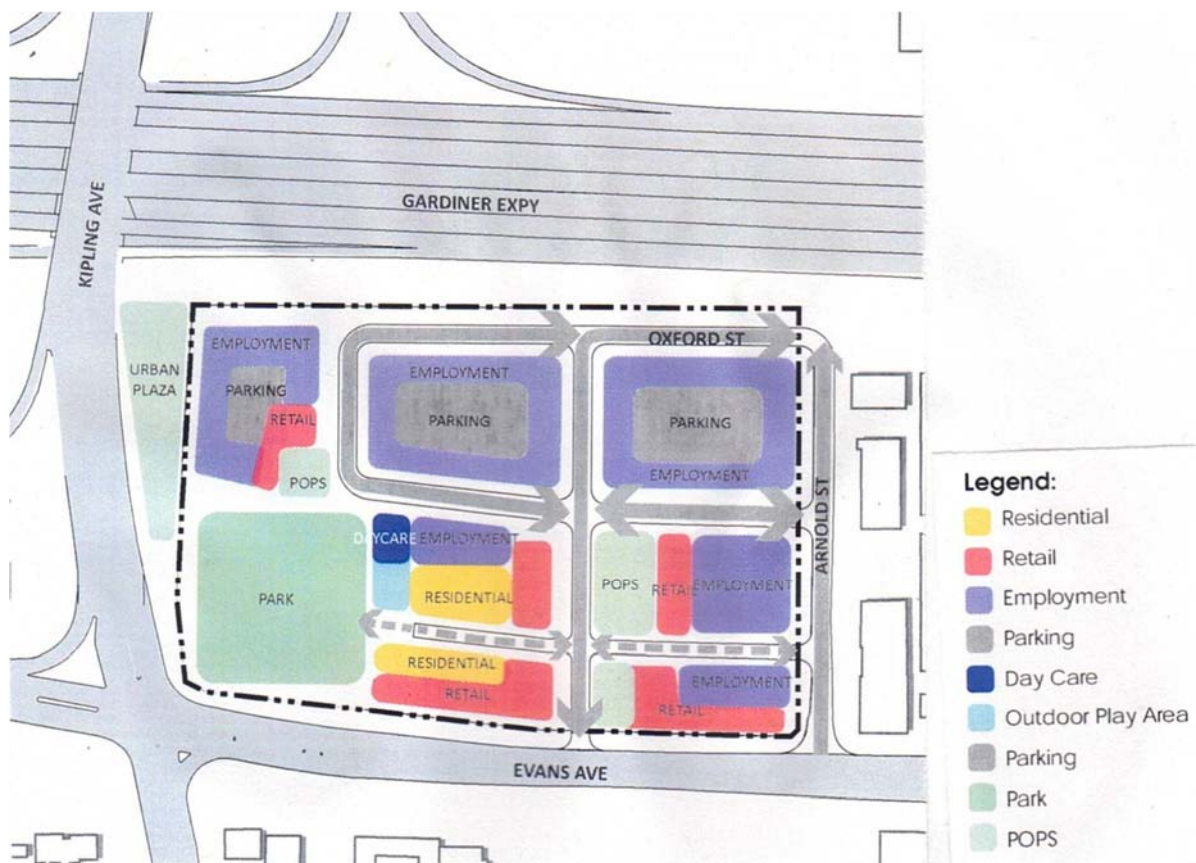 GARDINER EXPY
KIPLING AVE
OXFORD ST
URBAN
PLAZA
EMPLOYMENT
PARKING
RETAIL
POPS
EMPLOYMENT
PARKING
PARKING
EMPLOYMENT
ARNOLD ST
PARK
DAYCARE
EMPLOYMENT
RESIDENTIAL
POPS
RETAIL
EMPLOYMENT
RESIDENTIAL
RETAIL
EMPLOYMENT
RETAIL
EVANS AVE
Legend:
Residential
Retail
Employment
Parking
Day Care
Outdoor Play Area
Parking
Park
POPS